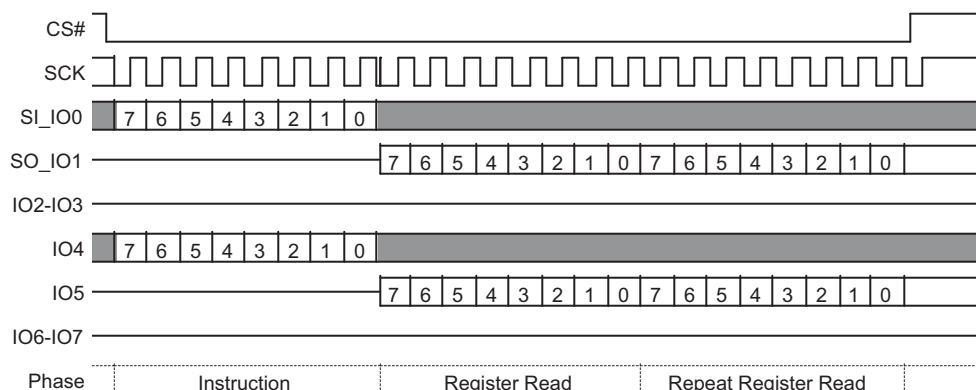 CS#
SCK
SI_IO0 7 6 5 4 3 2 1 0
SO_IO1 7 6 5 4 3 2 1 0 7 6 5 4 3 2 1 0
IO2-IO3
IO4 7 6 5 4 3 2 1 0
IO5 7 6 5 4 3 2 1 0 7 6 5 4 3 2 1 0
IO6-IO7
Phase Instruction Register Read Repeat Register Read